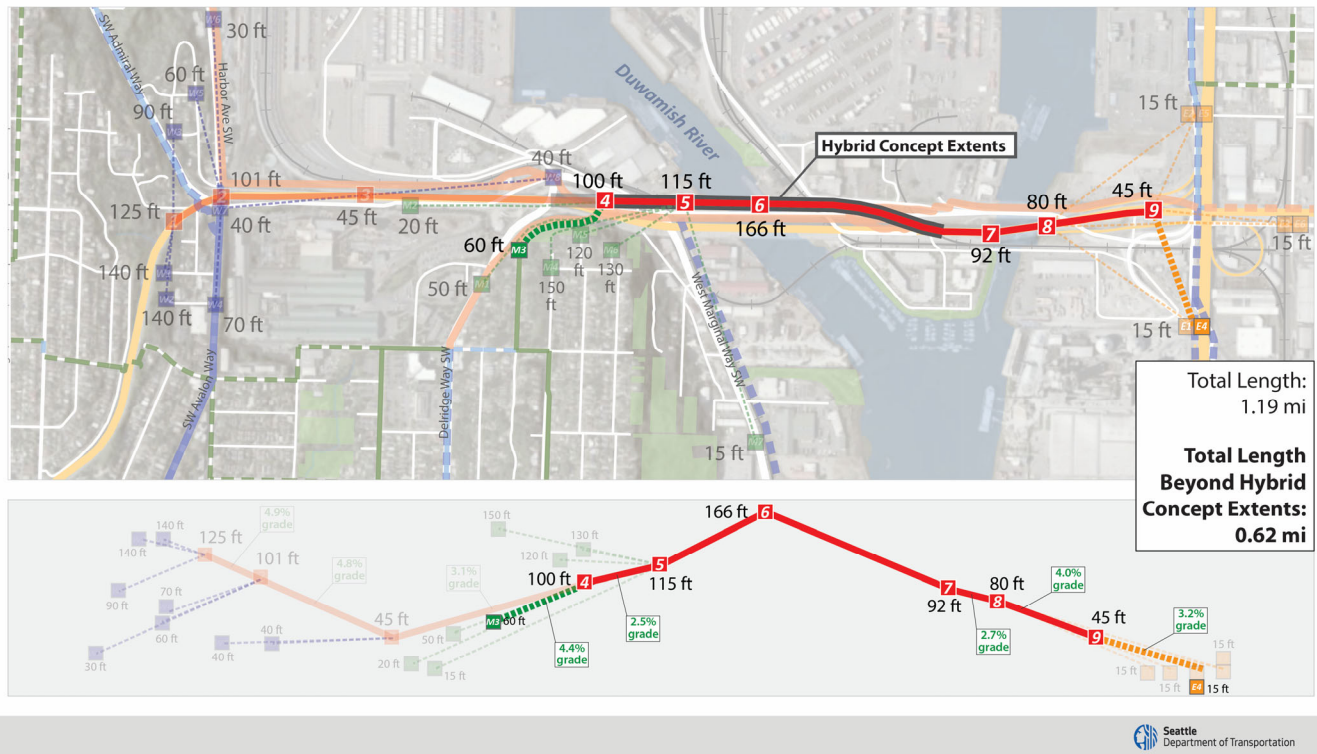 SW Admiral Way
W6
30 ft
60 ft
Harbor Ave SW
90 ft
Duwamish River
15 ft
Hybrid Concept Extents
40 ft
101 ft
100 ft
115 ft
80 ft
45 ft
125 ft
2
3
4
5
6
7
8
9
40 ft
45 ft
20 ft
166 ft
92 ft
15 ft
60 ft
M3
120
ft
130
ft
150
ft
140 ft
50 ft
140 ft
70 ft
15 ft
E1
E4
West Marginal Way SW
SW Avalon Way
Delridge Way SW
15 ft
Total Length:
1.19 mi
Total Length
Beyond Hybrid
Concept Extents:
0.62 mi
4.9%
grade
140 ft
140 ft
125 ft
101 ft
4.8%
grade
90 ft
70 ft
60 ft
30 ft
40 ft
40 ft
45 ft
3.1%
grade
150 ft
130 ft
120 ft
166 ft
6
100 ft
4
5
115 ft
M3
60 ft
50 ft
20 ft
15 ft
4.4%
grade
2.5%
grade
7
92 ft
80 ft
8
4.0%
grade
2.7%
grade
45 ft
9
3.2%
grade
15 ft
15 ft
15 ft
E4
15 ft
Seattle
Department of Transportation